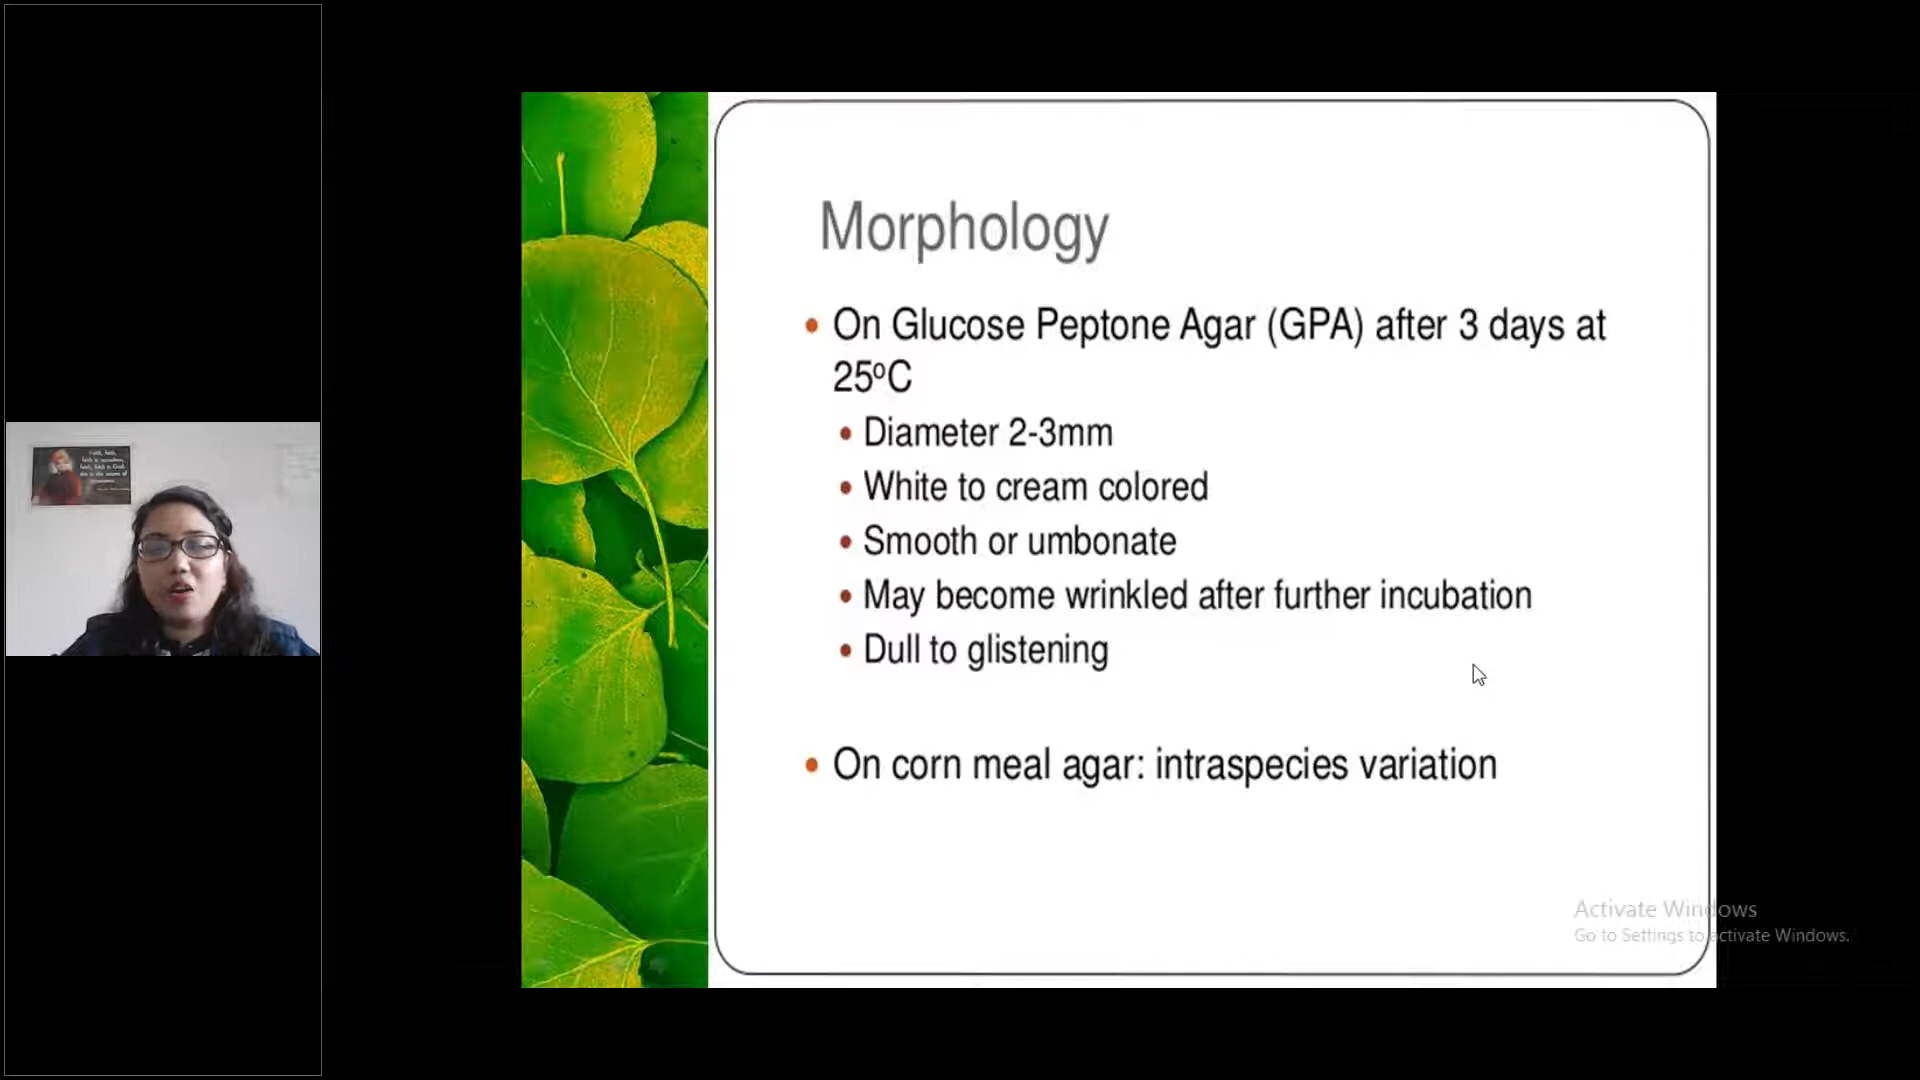 Morphology
On Glucose Peptone Agar (GPA) after 3 days at
25ºC
Diameter 2-3mm
White to cream colored
Smooth or umbonate
May become wrinkled after further incubation
Dull to glistening
On corn meal agar: intraspecies variation
Activate Windows
Go to Settings to activate Windows.